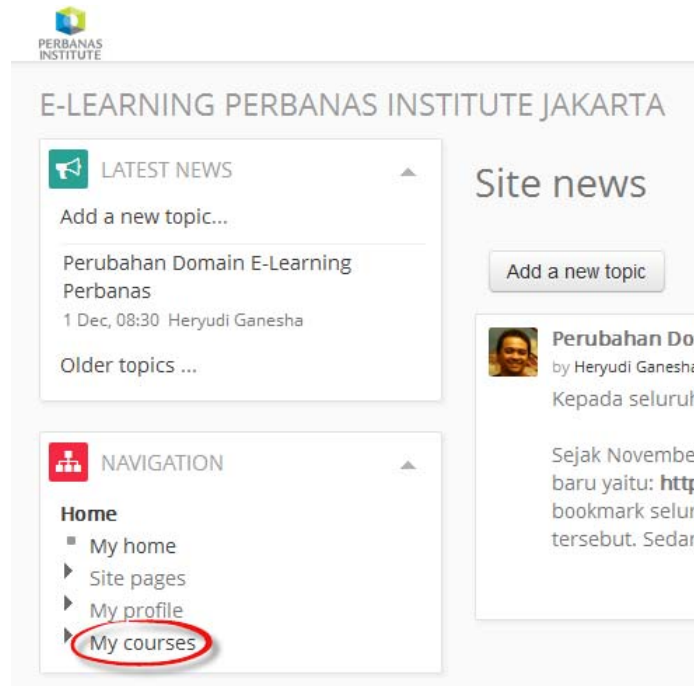 PERBANAS
INSTITUTE
E-LEARNING PERBANAS INSTITUTE JAKARTA
LATEST NEWS
Add a new topic...
Perubahan Domain E-Learning
Perbanas
1 Dec, 08:30 Heryudi Ganesha
Older topics ...
NAVIGATION
Home
My home
Site pages
My profile
My courses
Site news
Add a new topic
Perubahan Do
by Heryudi Ganesha
Kepada seluruh
Sejak Novembe
baru yaitu: http
bookmark selur
tersebut. Sedan